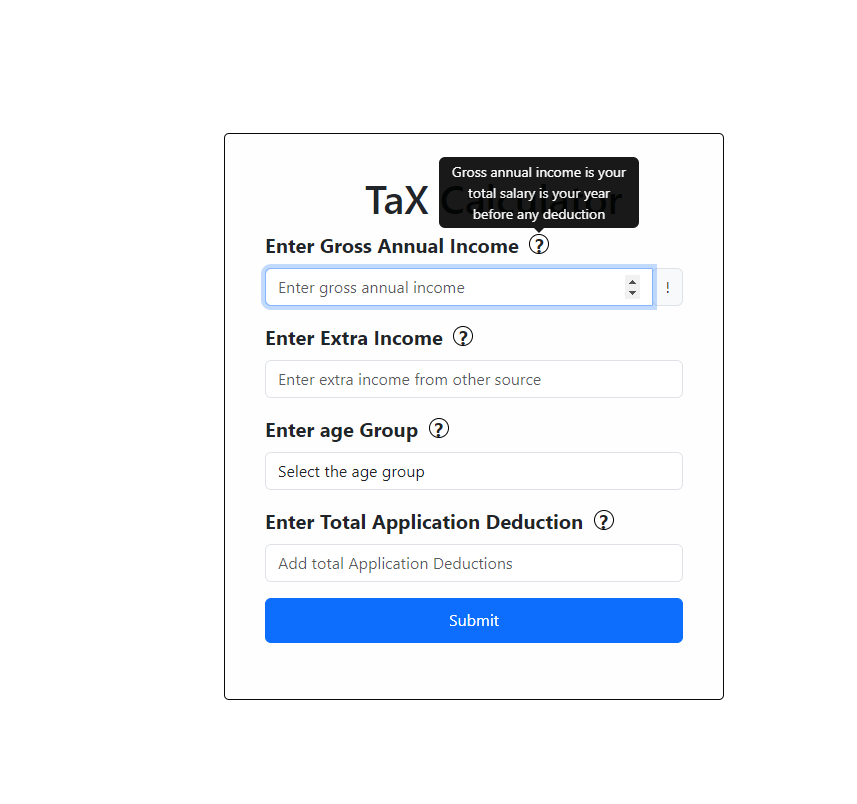 Gross annual income is your
total salary is your year
before any deduction
TaX Calculator
Enter Gross Annual Income ?
Enter gross annual income !
Enter Extra Income ?
Enter extra income from other source
Enter age Group ?
Select the age group
Enter Total Application Deduction ?
Add total Application Deductions
Submit